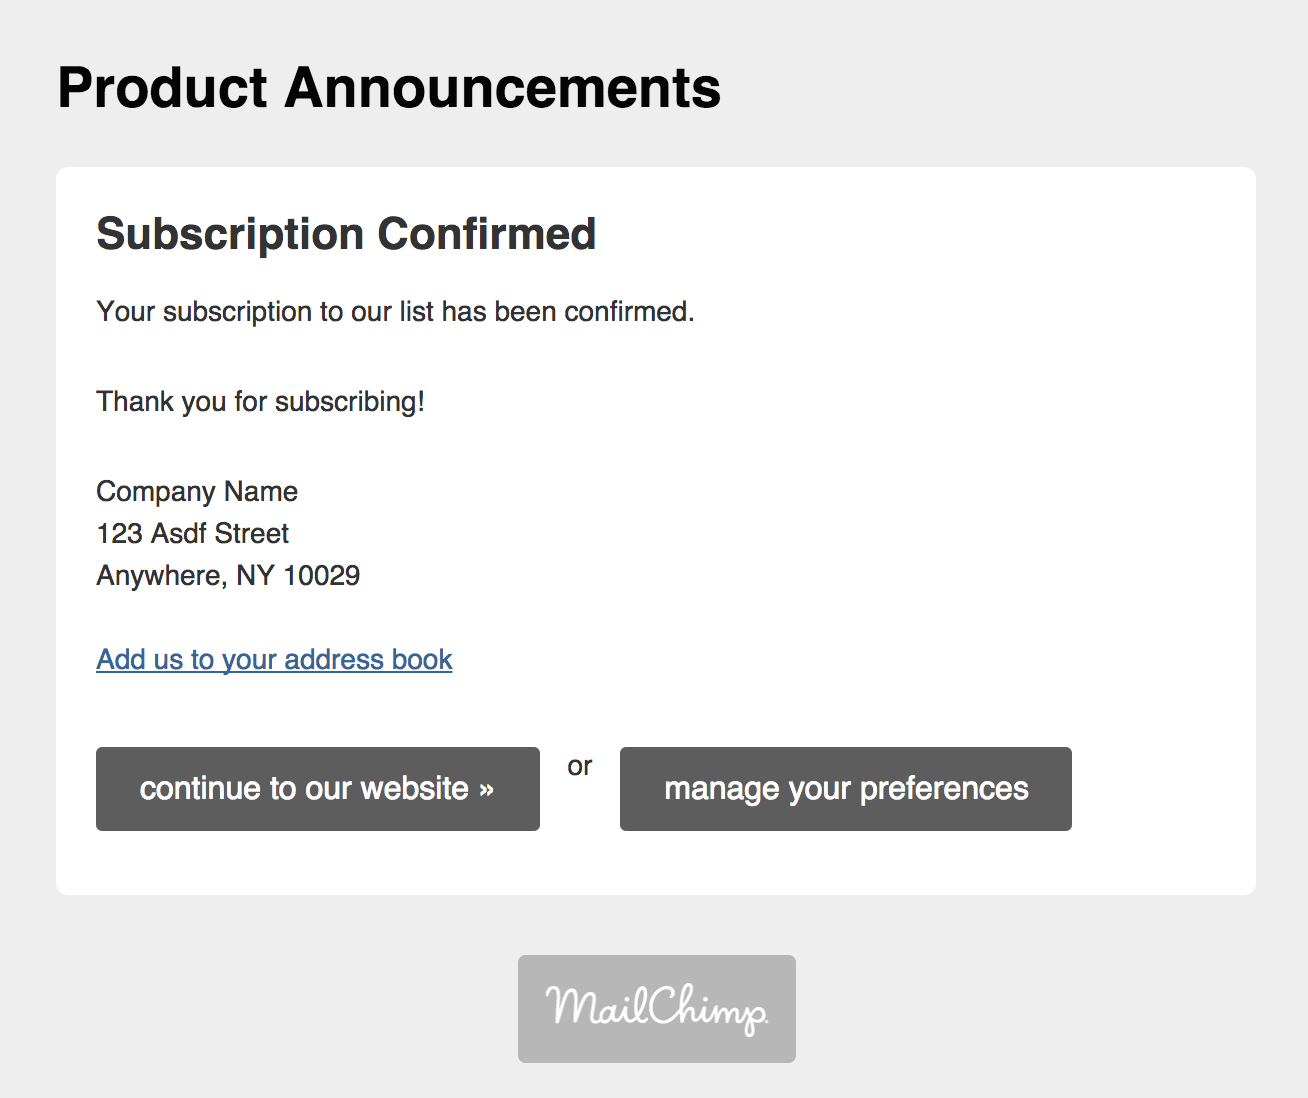 Product Announcements
Subscription Confirmed
Your subscription to our list has been confirmed.
Thank you for subscribing!
Company Name
123 Asdf Street
Anywhere, NY 10029
Add us to your address book
continue to our website » or manage your preferences
MailChimp.